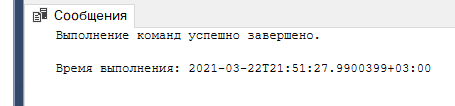 Сообщения
Выполнение команд успешно завершено.
Время выполнения: 2021-03-22T21:51:27.9900399+03:00